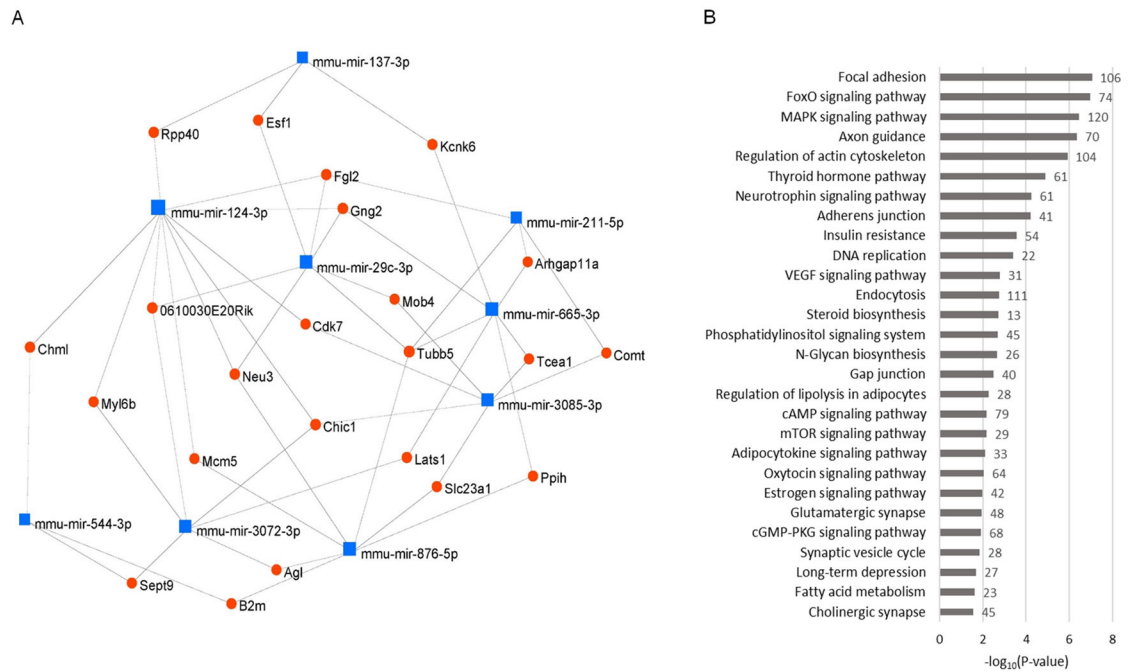 A
mmu-mir-137-3p
Rpp40
Esf1
Kcnk6
Fgl2
mmu-mir-124-3p
Gng2
mmu-mir-211-5p
mmu-mir-29c-3p
Arhgap11a
0610030E20Rik
Mob4
mmu-mir-665-3p
Cdk7
Chml
Tubb5
Tcea1
Comt
Neu3
Myl6b
mmu-mir-3085-3p
Chic1
Mcm5
Lats1
Slc23a1
Ppih
mmu-mir-544-3p
mmu-mir-3072-3p
mmu-mir-876-5p
Agl
Sept9
B2m
B
Focal adhesion 106
FoxO signaling pathway 74
MAPK signaling pathway 120
Axon guidance 70
Regulation of actin cytoskeleton 104
Thyroid hormone pathway 61
Neurotrophin signaling pathway 61
Adherens junction 41
Insulin resistance 54
DNA replication 22
VEGF signaling pathway 31
Endocytosis 111
Steroid biosynthesis 13
Phosphatidylinositol signaling system 45
N-Glycan biosynthesis 26
Gap junction 40
Regulation of lipolysis in adipocytes 28
cAMP signaling pathway 79
mTOR signaling pathway 29
Adipocytokine signaling pathway 33
Oxytocin signaling pathway 64
Estrogen signaling pathway 42
Glutamatergic synapse 48
cGMP-PKG signaling pathway 68
Synaptic vesicle cycle 28
Long-term depression 27
Fatty acid metabolism 23
Cholinergic synapse 45
0 2 4 6 8
-log10(P-value)